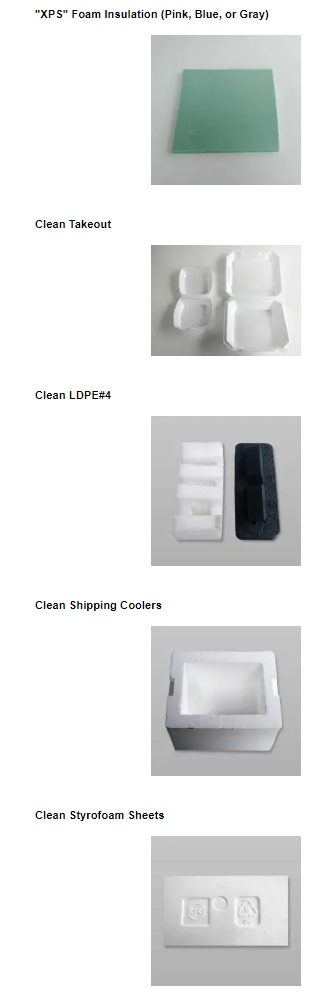 "XPS" Foam Insulation (Pink, Blue, or Gray)
Clean Takeout
Clean LDPE#4
Clean Shipping Coolers
Clean Styrofoam Sheets